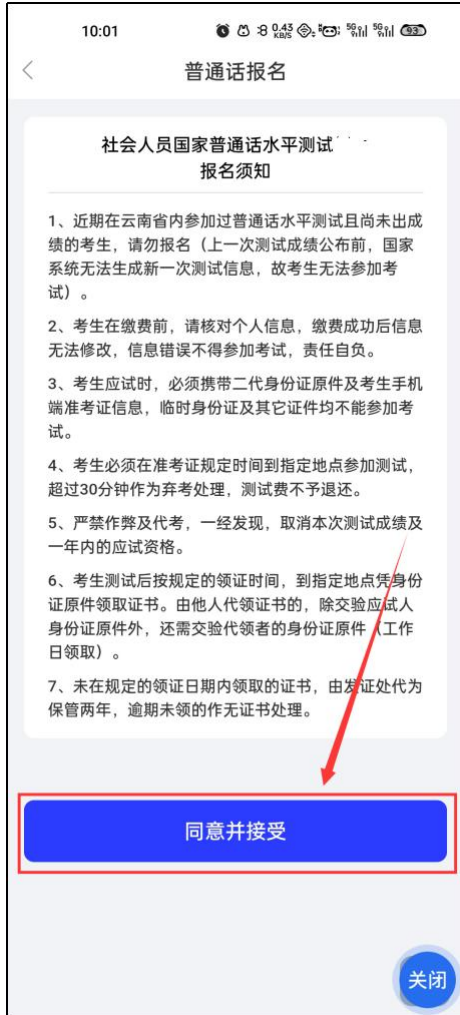 10:01
0.43
KB/S
5G
5G
93
普通话报名
社会人员国家普通话水平测试
报名须知
1、近期在云南省内参加过普通话水平测试且尚未出成
绩的考生，请勿报名（上一次测试成绩公布前，国家
系统无法生成新一次测试信息，故考生无法参加考
试）。
2、考生在缴费前，请核对个人信息，缴费成功后信息
无法修改，信息错误不得参加考试，责任自负。
3、考生应试时，必须携带二代身份证原件及考生手机
端准考证信息，临时身份证及其它证件均不能参加考
试。
4、考生必须在准考证规定时间到指定地点参加测试，
超过30分钟作为弃考处理，测试费不予退还。
5、严禁作弊及代考，一经发现，取消本次测试成绩及
一年内的应试资格。
6、考生测试后按规定的领证时间，到指定地点凭身份
证原件领取证书。由他人代领证书的，除交验应试人
身份证原件外，还需交验代领者的身份证原件（工作
日领取）。
7、未在规定的领证日期内领取的证书，由发证处代为
保管两年，逾期未领的作无证书处理。
同意并接受
关闭